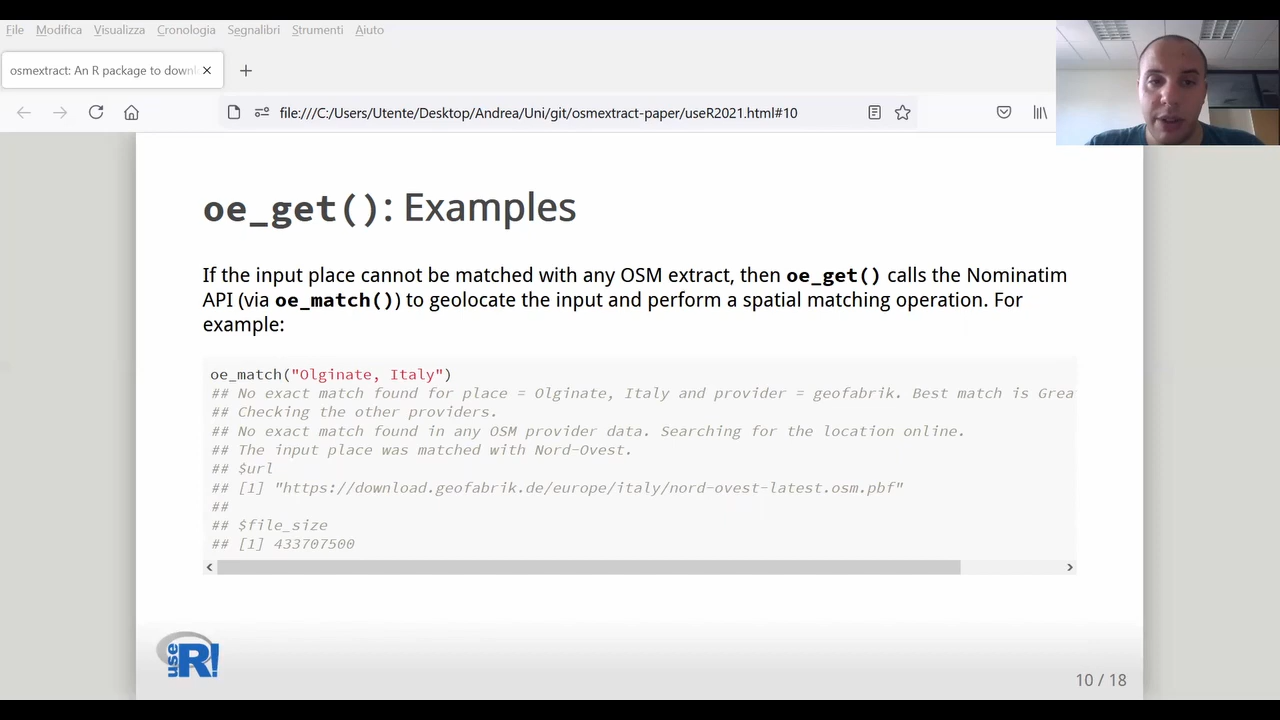 File Modifica Visualizza Cronologia Segnalibri Strumenti Aiuto
osmextract: An R package to downl
file:///C:/Users/Utente/Desktop/Andrea/Uni/git/osmextract-paper/useR2021.html#10
oe_get(): Examples
If the input place cannot be matched with any OSM extract, then oe_get() calls the Nominatim
API (via oe_match()) to geolocate the input and perform a spatial matching operation. For
example:
oe_match("Olginate, Italy")
## No exact match found for place = Olginate, Italy and provider = geofabrik. Best match is Grea
## Checking the other providers.
## No exact match found in any OSM provider data. Searching for the location online.
## The input place was matched with Nord-Ovest.
## $url
## [1] "https://download.geofabrik.de/europe/italy/nord-ovest-latest.osm.pbf"
##
## $file_size
## [1] 433707500
use R!
10 / 18